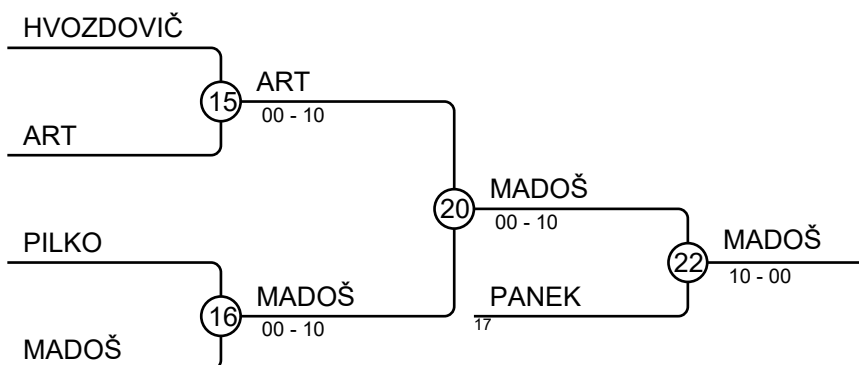 HVOZDOVIČ
15
ART
00 - 10
ART
20
MADOŠ
00 - 10
PILKO
22
MADOŠ
10 - 00
16
MADOŠ
00 - 10
PANEK
17
MADOŠ